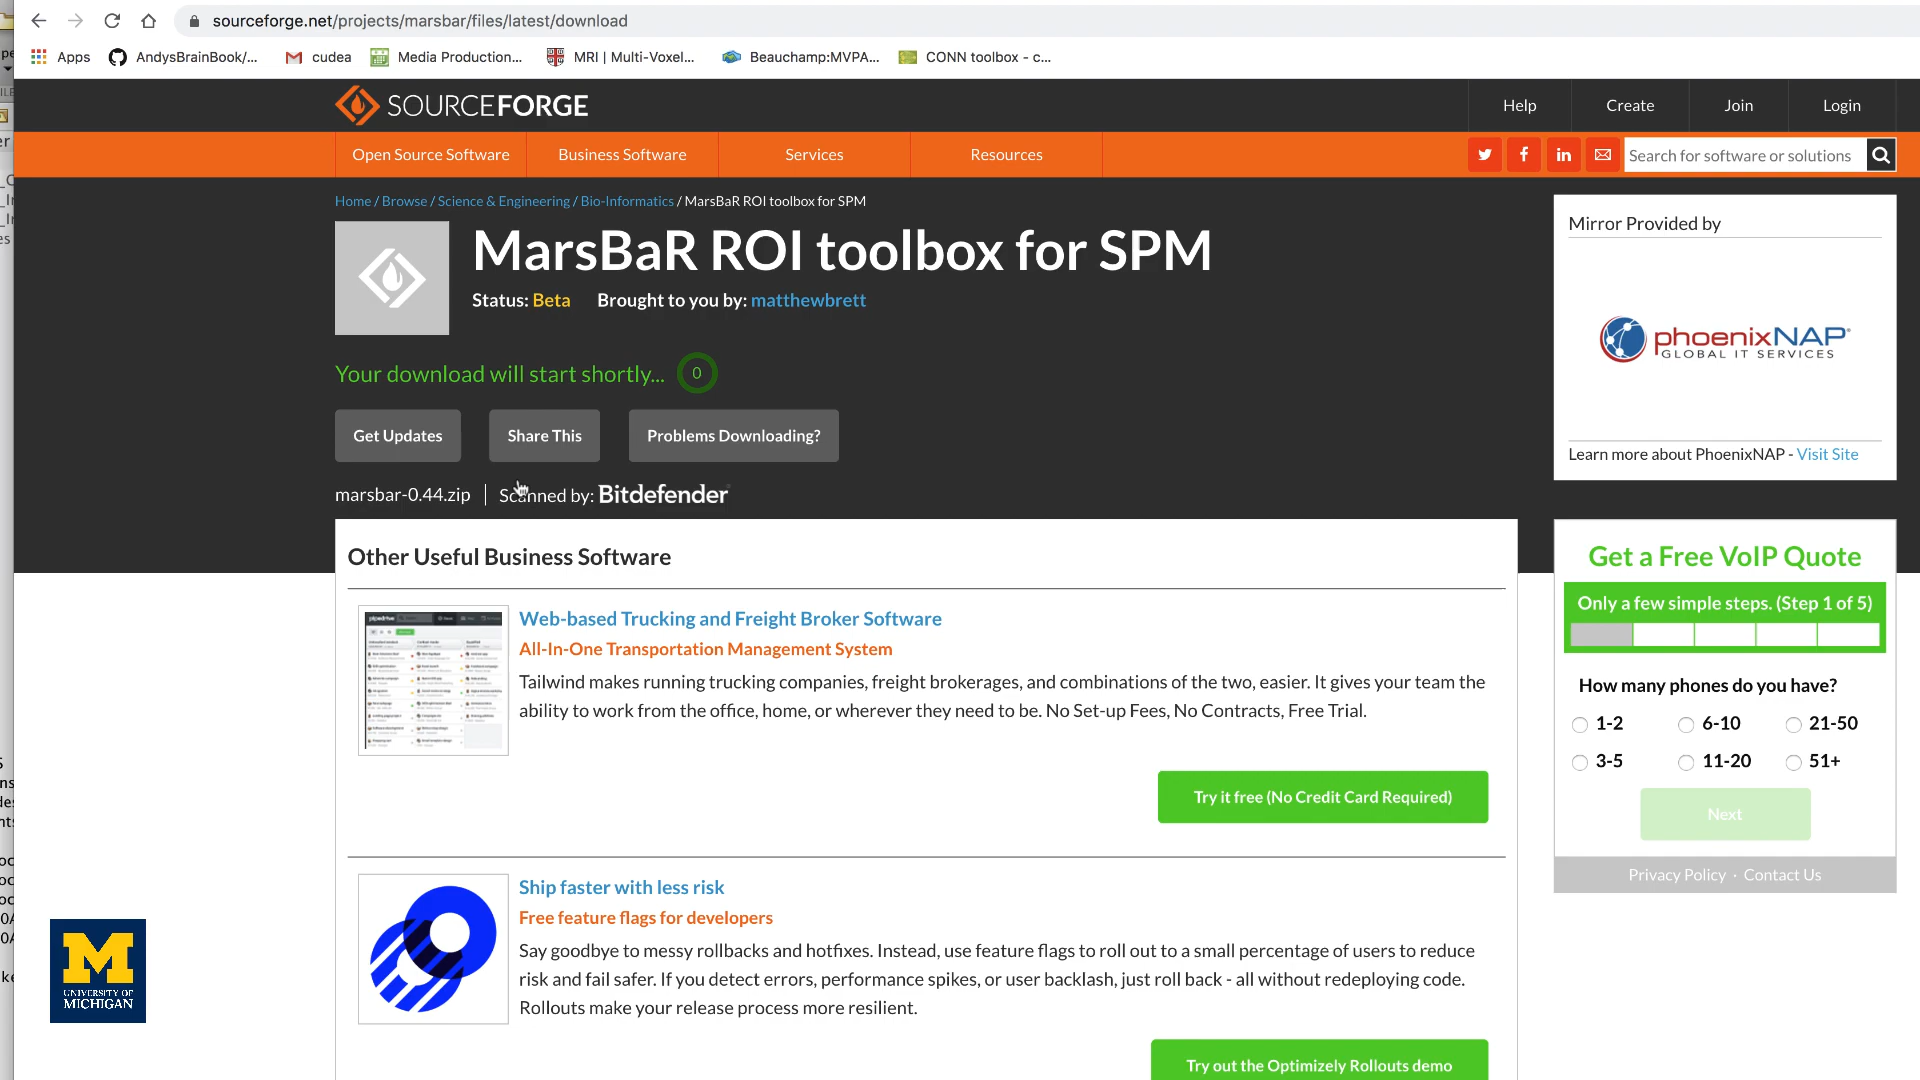 sourceforge.net/projects/marsbar/files/latest/download
Apps
AndysBrainBook/...
cudea
Media Production...
MRI | Multi-Voxel...
Beauchamp:MVPA...
CONN toolbox - c...
SOURCEFORGE
Help
Create
Join
Login
Open Source Software
Business Software
Services
Resources
Search for software or solutions
Home / Browse / Science & Engineering / Bio-Informatics / MarsBaR ROI toolbox for SPM
MarsBaR ROI toolbox for SPM
Status: Beta
Brought to you by: matthewbrett
Your download will start shortly...
0
Get Updates
Share This
Problems Downloading?
marsbar-0.44.zip
Scanned by: Bitdefender
Mirror Provided by
phoenixNAP
GLOBAL IT SERVICES
Learn more about PhoenixNAP - Visit Site
Other Useful Business Software
Web-based Trucking and Freight Broker Software
All-In-One Transportation Management System
Tailwind makes running trucking companies, freight brokerages, and combinations of the two, easier. It gives your team the
ability to work from the office, home, or wherever they need to be. No Set-up Fees, No Contracts, Free Trial.
Try it free (No Credit Card Required)
Ship faster with less risk
Free feature flags for developers
Say goodbye to messy rollbacks and hotfixes. Instead, use feature flags to roll out to a small percentage of users to reduce
risk and fail safer. If you detect errors, performance spikes, or user backlash, just roll back - all without redeploying code.
Rollouts make your release process more resilient.
Try out the Optimizely Rollouts demo
Get a Free VoIP Quote
Only a few simple steps. (Step 1 of 5)
How many phones do you have?
1-2
6-10
21-50
3-5
11-20
51+
Next
Privacy Policy · Contact Us
M
UNIVERSITY OF
MICHIGAN